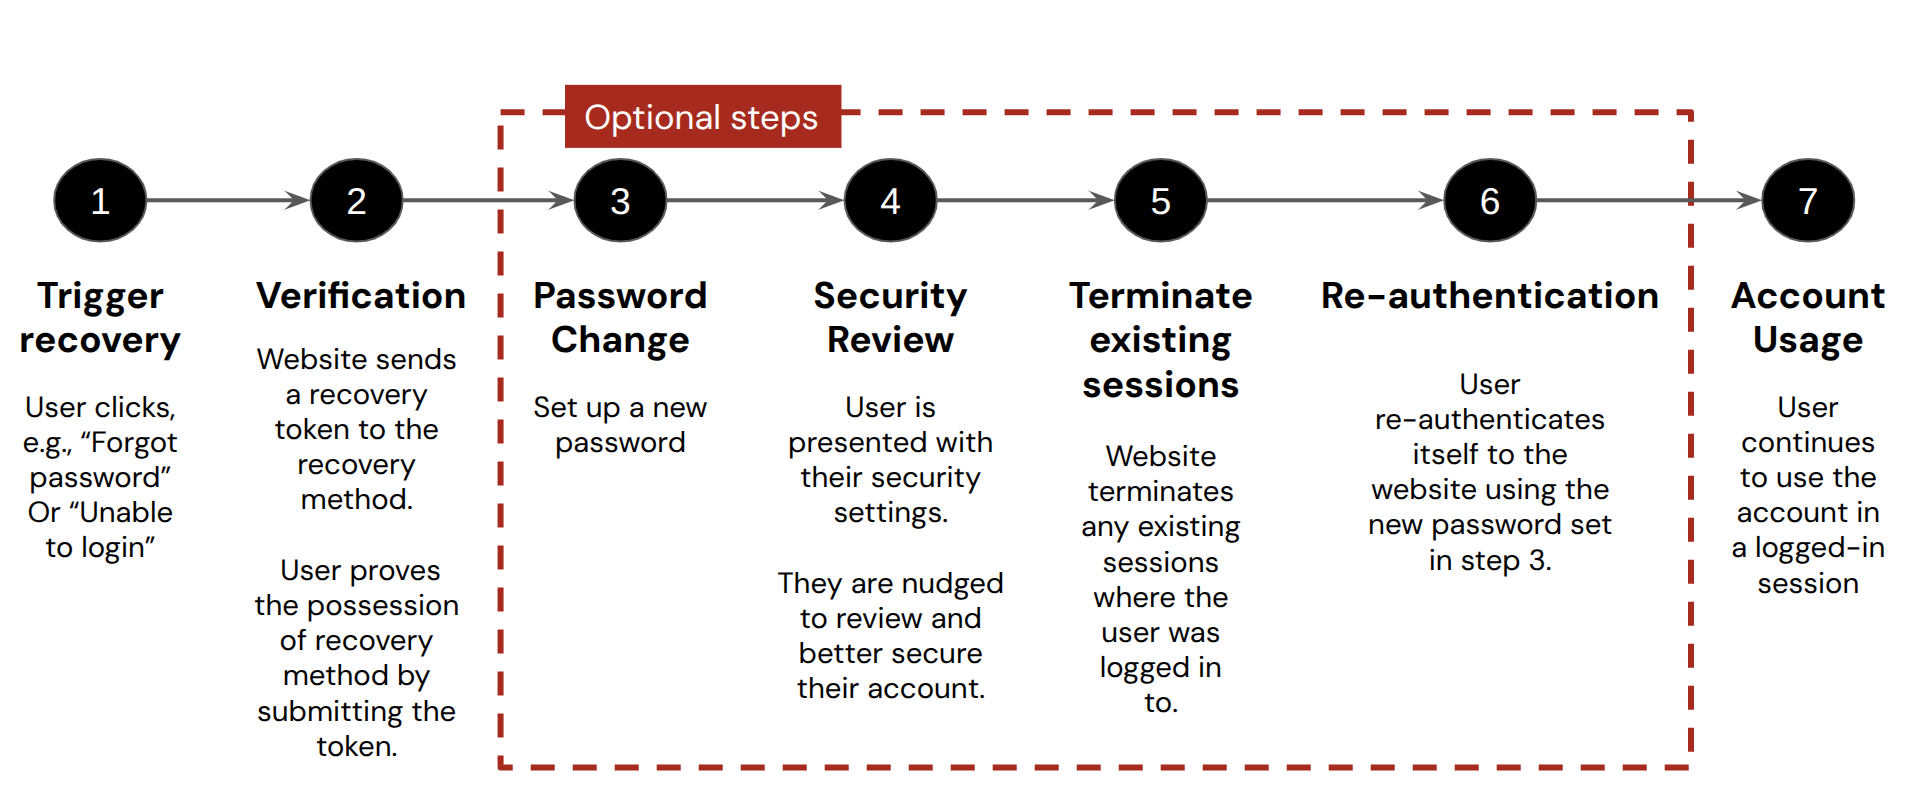 Optional steps
1
2
3
4
5
6
7
Trigger
recovery
User clicks,
e.g., “Forgot
password”
Or “Unable
to login”
Verification
Website sends
a recovery
token to the
recovery
method.
User proves
the possession
of recovery
method by
submitting the
token.
Password
Change
Set up a new
password
Security
Review
User is
presented with
their security
settings.
They are nudged
to review and
better secure
their account.
Terminate
existing
sessions
Website
terminates
any existing
sessions
where the
user was
logged in
to.
Re-authentication
User
re-authenticates
itself to the
website using the
new password set
in step 3.
Account
Usage
User
continues
to use the
account in
a logged-in
session